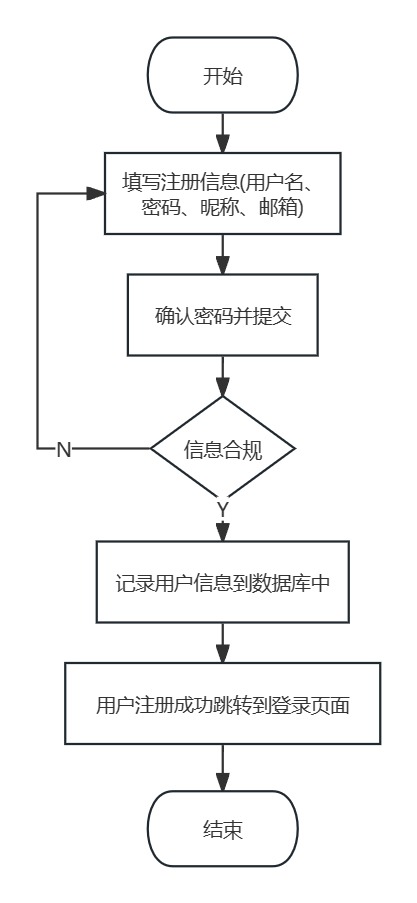 开始
填写注册信息(用户名、
密码、昵称、邮箱)
确认密码并提交
信息合规
N
Y
记录用户信息到数据库中
用户注册成功跳转到登录页面
结束